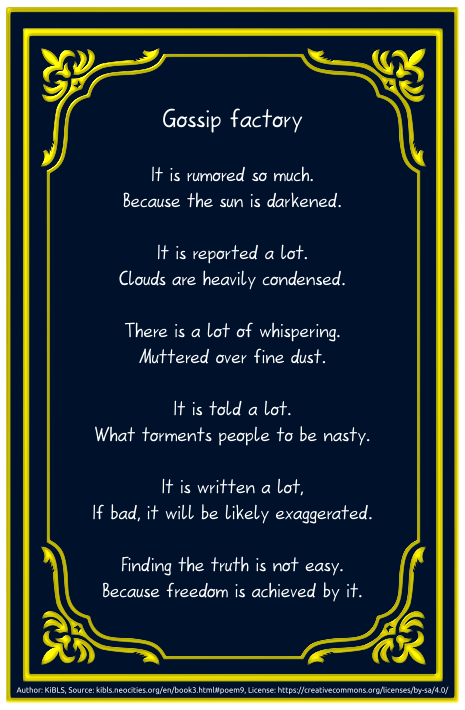 Gossip factory
It is rumored so much.
Because the sun is darkened.
It is reported a lot.
Clouds are heavily condensed.
There is a lot of whispering.
Muttered over fine dust.
It is told a lot.
What torments people to be nasty.
It is written a lot,
If bad, it will be likely exaggerated.
Finding the truth is not easy.
Because freedom is achieved by it.
Author: KiBLS, Source: kibls.neocities.org/en/book3.html#poem9, License: https://creativecommons.org/licenses/by-sa/4.0/